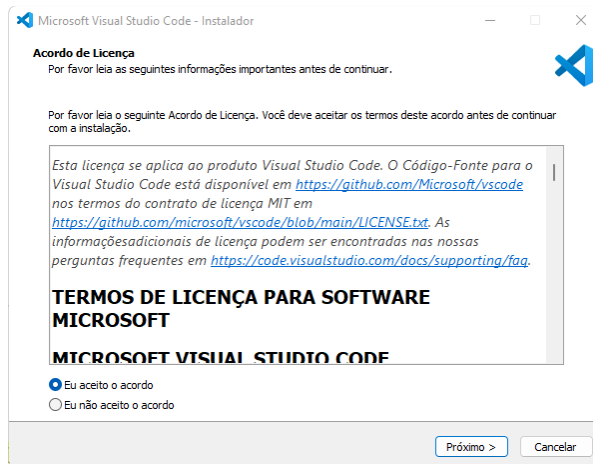 Microsoft Visual Studio Code - Instalador
Acordo de Licença
Por favor leia as seguintes informações importantes antes de continuar.
Por favor leia o seguinte Acordo de Licença. Você deve aceitar os termos deste acordo antes de continuar
com a instalação.
Esta licença se aplica ao produto Visual Studio Code. O Código-Fonte para o
Visual Studio Code está disponível em https://github.com/Microsoft/vscode
nos termos do contrato de licença MIT em
https://github.com/microsoft/vscode/blob/main/LICENSE.txt. As
informaçõesadicionais de licença podem ser encontradas nas nossas
perguntas frequentes em https://code.visualstudio.com/docs/supporting/faq.
TERMOS DE LICENÇA PARA SOFTWARE
MICROSOFT
MICROSOFT VISUAL STUDIO CODE
Eu aceito o acordo
Eu não aceito o acordo
Próximo >
Cancelar